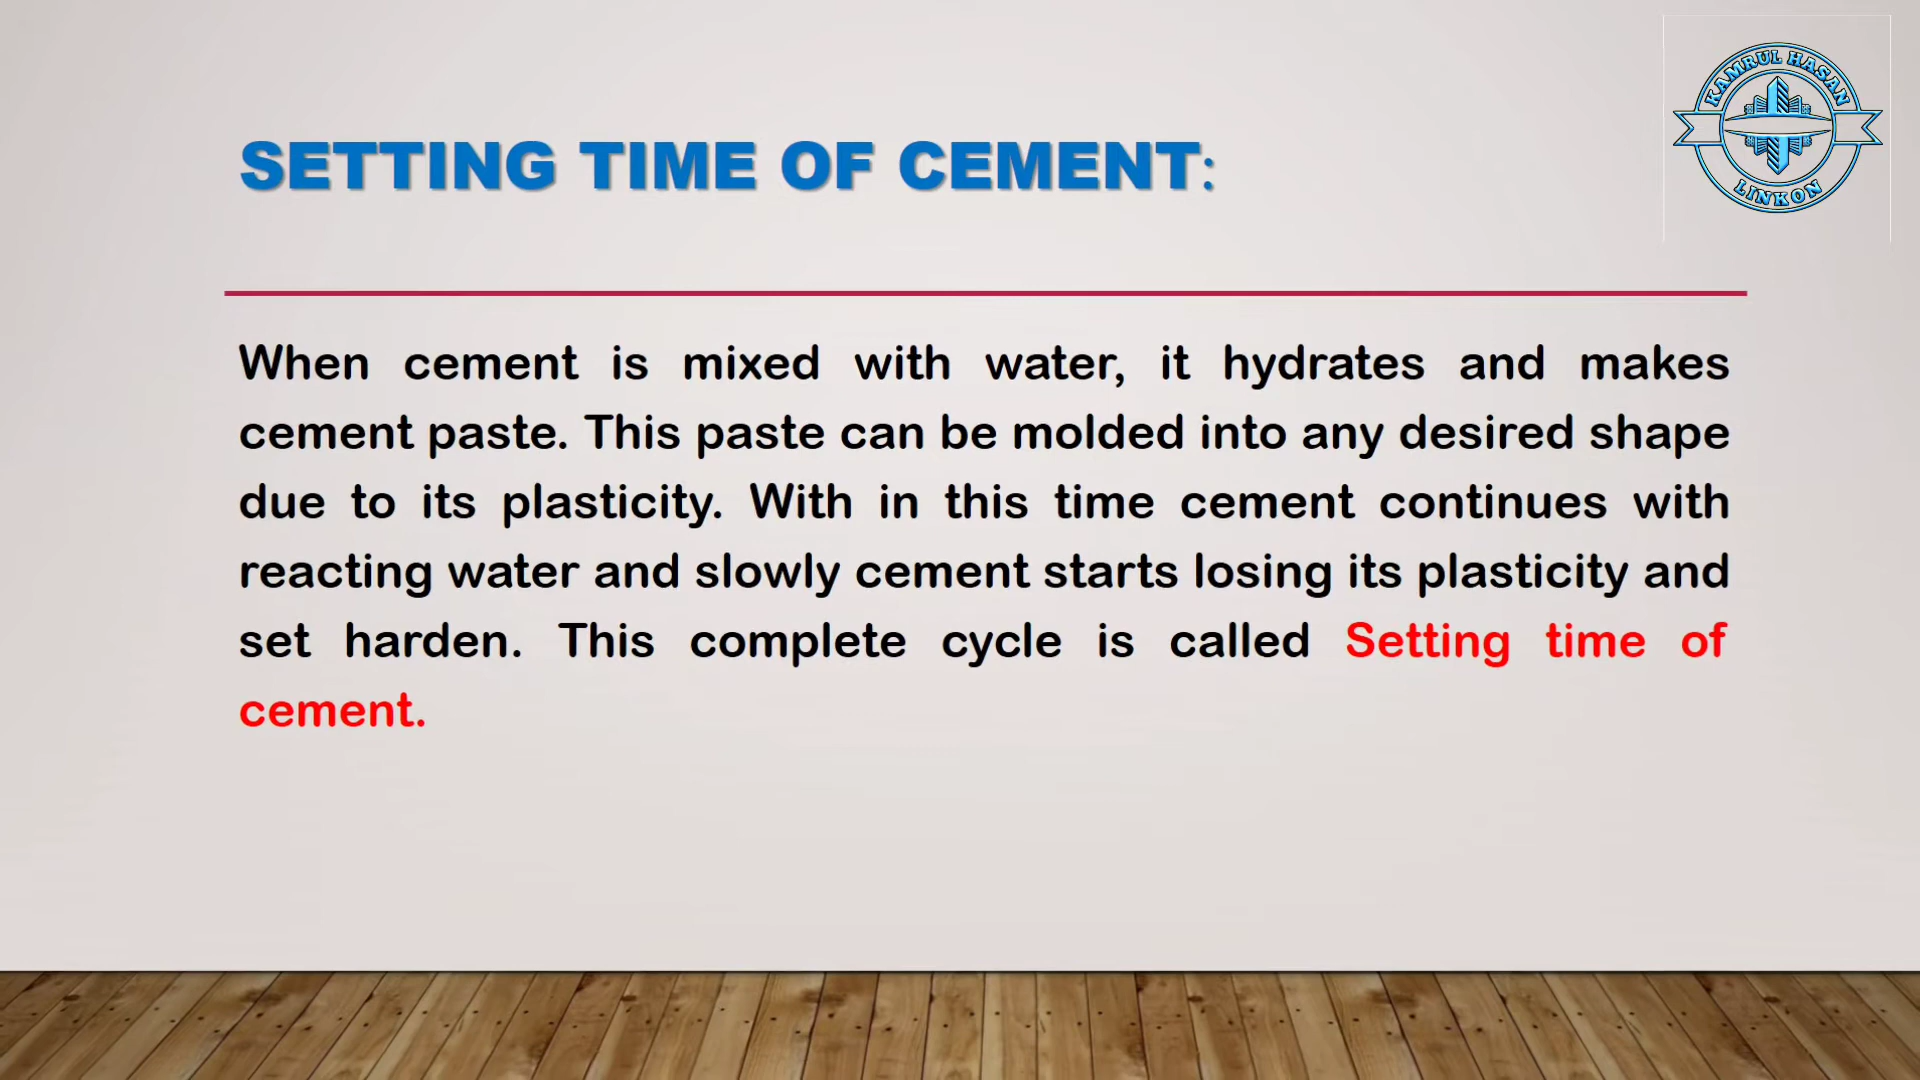 KAMRUL HASAN
LINKON
SETTING TIME OF CEMENT:
When cement is mixed with water, it hydrates and makes
cement paste. This paste can be molded into any desired shape
due to its plasticity. With in this time cement continues with
reacting water and slowly cement starts losing its plasticity and
set harden. This complete cycle is called Setting time of
cement.